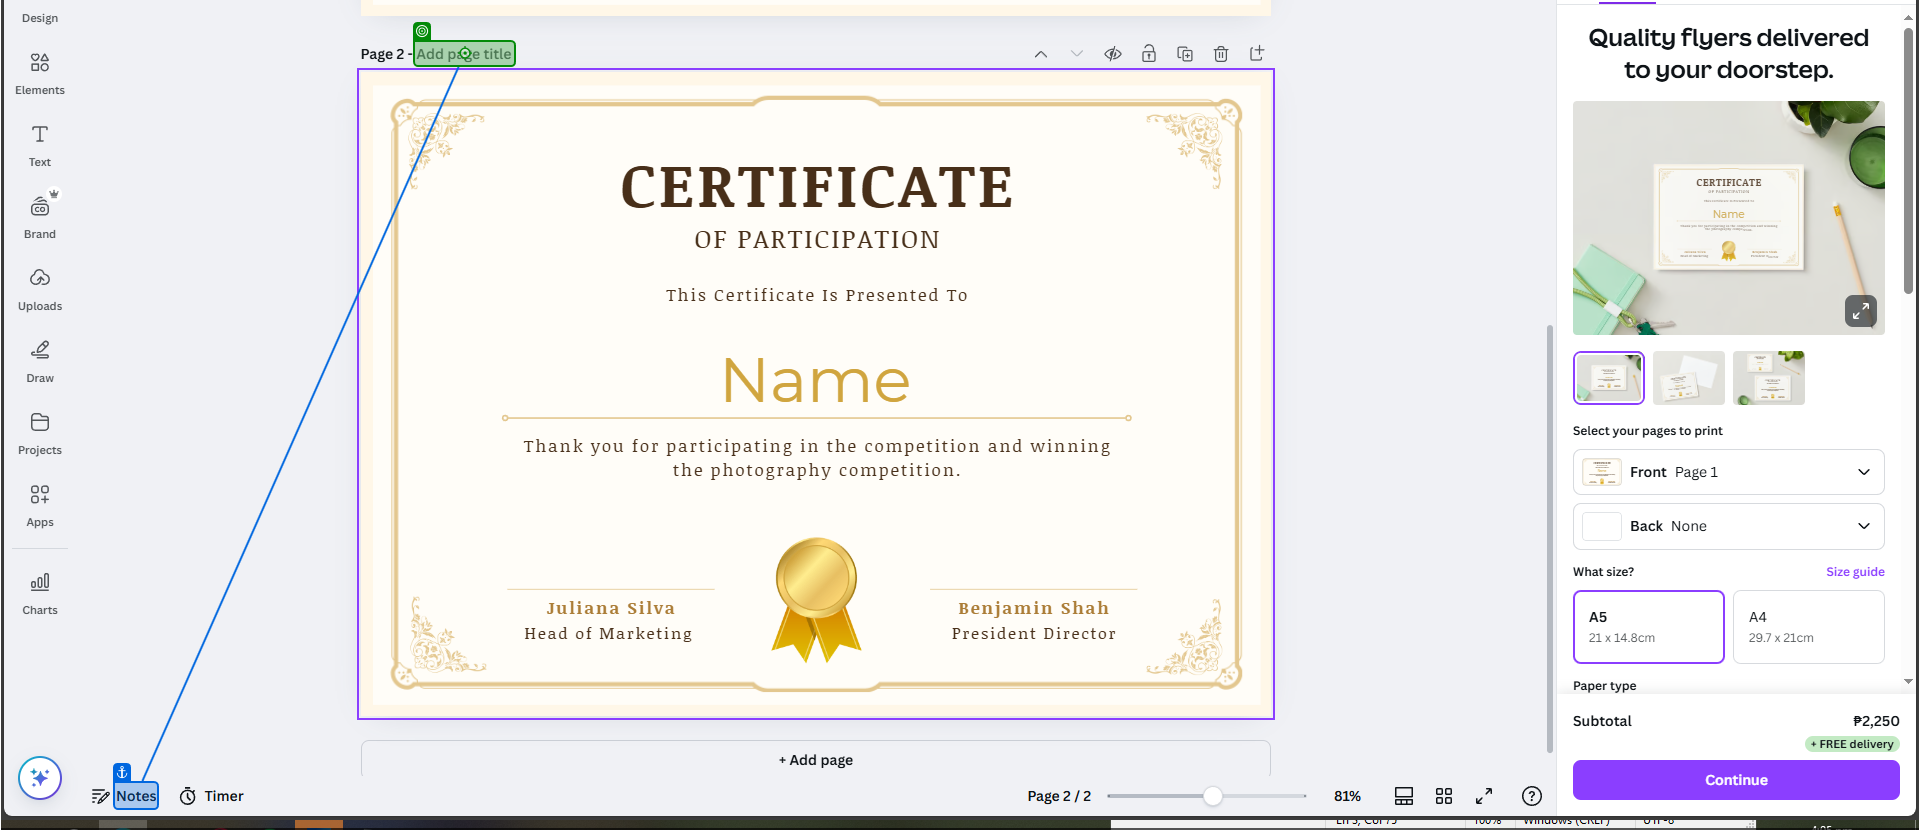 Design
Elements
Text
Brand
Uploads
Draw
Projects
Apps
Charts
Page 2 - Add page title
CERTIFICATE
OF PARTICIPATION
This Certificate Is Presented To
Name
Thank you for participating in the competition and winning
the photography competition.
Juliana Silva
Head of Marketing
Benjamin Shah
President Director
+ Add page
Notes
Timer
Page 2 / 2
81%
Quality flyers delivered
to your doorstep.
CERTIFICATE
OF PARTICIPATION
Name
Select your pages to print
Front Page 1
Back None
What size?
Size guide
A5
21 x 14.8cm
A4
29.7 x 21cm
Paper type
Subtotal
₱2,250
+ FREE delivery
Continue